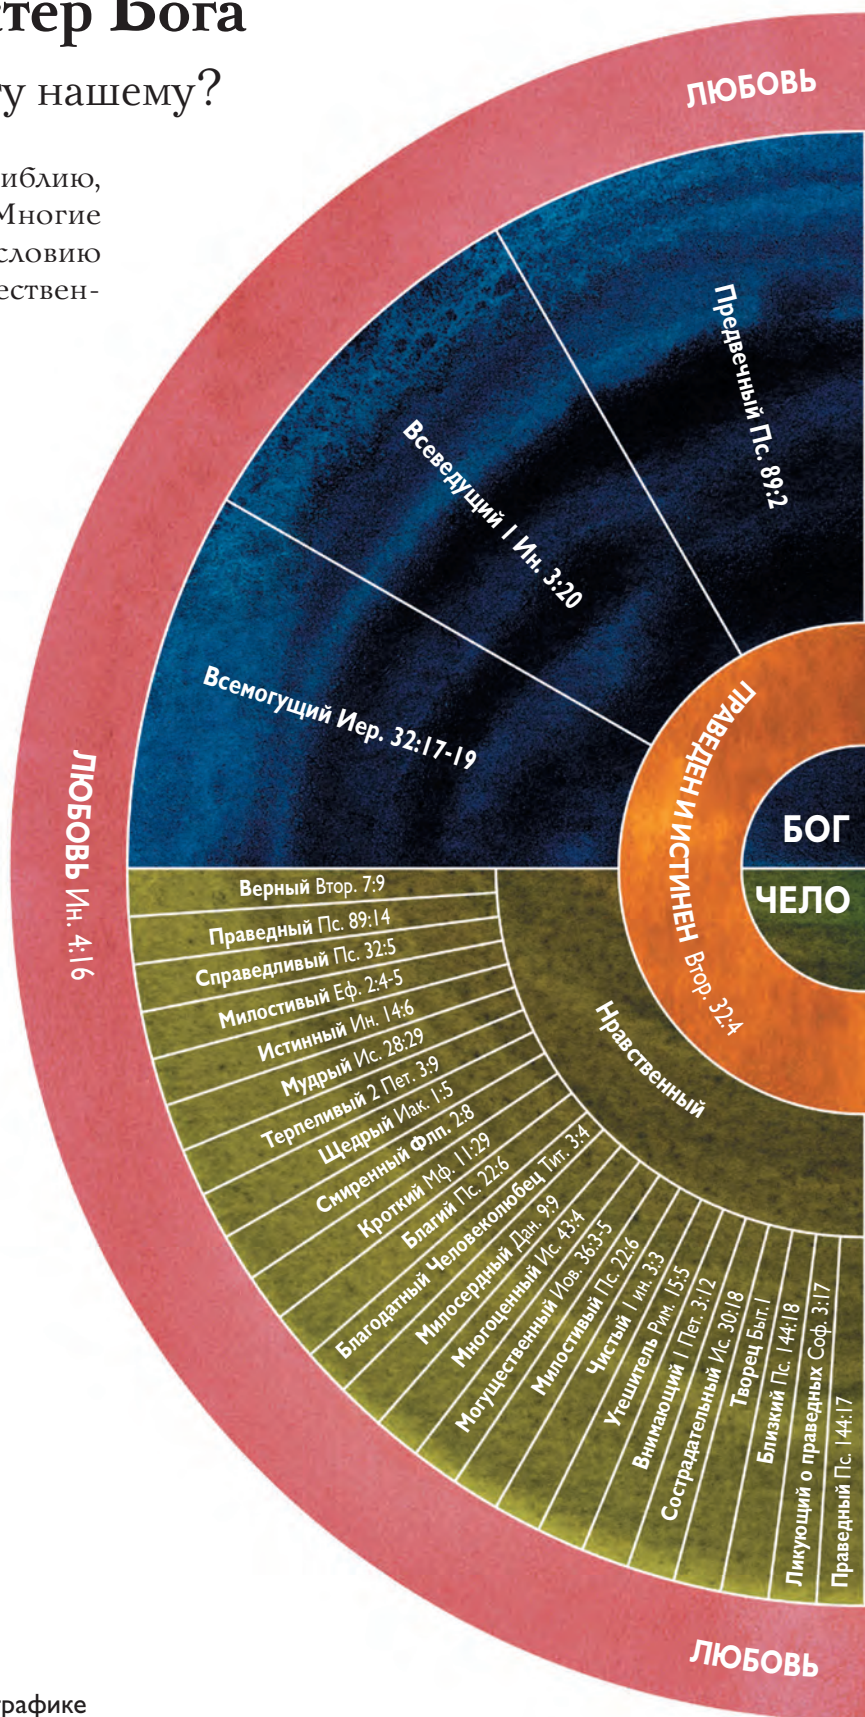 стер Бога
ту нашему?
иблию,
Многие
словию
ествен-
ЛЮБОВЬ
Предвечный Пс. 89:2
Всеведущий 1 Ин. 3:20
Всемогущий Иер. 32:17-19
ПРАВЕДЕН И ИСТИНЕН Втор. 32:4
БОГ
ЧЕЛО
ЛЮБОВЬ Ин. 4:16
Нравственный
Верный Втор. 7:9
Праведный Пс. 89:14
Справедливый Пс. 32:5
Милостивый Еф. 2:4-5
Истинный Ин. 14:6
Мудрый Ис. 28:29
Терпеливый 2 Пет. 3:9
Щедрый Иак. 1:5
Смиренный Флп. 2:8
Кроткий Мф. 11:29
Благий Пс. 22:6
Благодатный Человеколюбец Тит. 3:4
Милосердный Дан. 9:9
Многоценный Ис. 43:4
Могущественный Иов. 36:3-5
Милостивый Пс. 22:6
Чистый 1 ин. 3:3
Утешитель Рим. 15:5
Внимающий 1 Пет. 3:12
Сострадательный Ис. 30:18
Творец Быт.1
Близкий Пс. 144:18
Ликующий о праведных Соф. 3:17
Праведный Пс. 144:17
ЛЮБОВЬ
графике